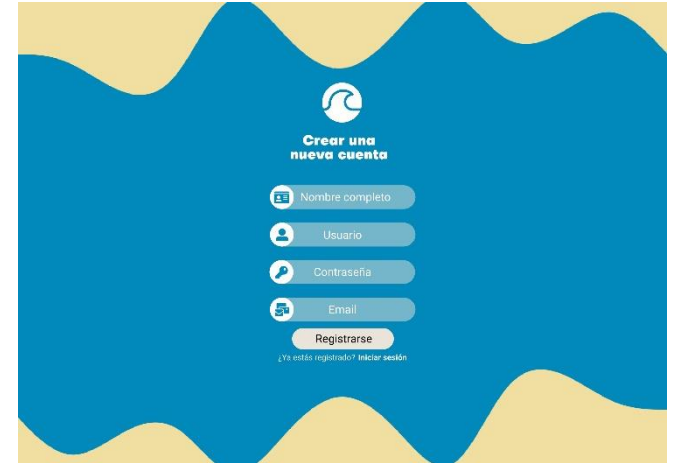 Crear una
nueva cuenta
Nombre completo
Usuario
Contraseña
Email
Registrarse
¿Ya estás registrado? Iniciar sesión